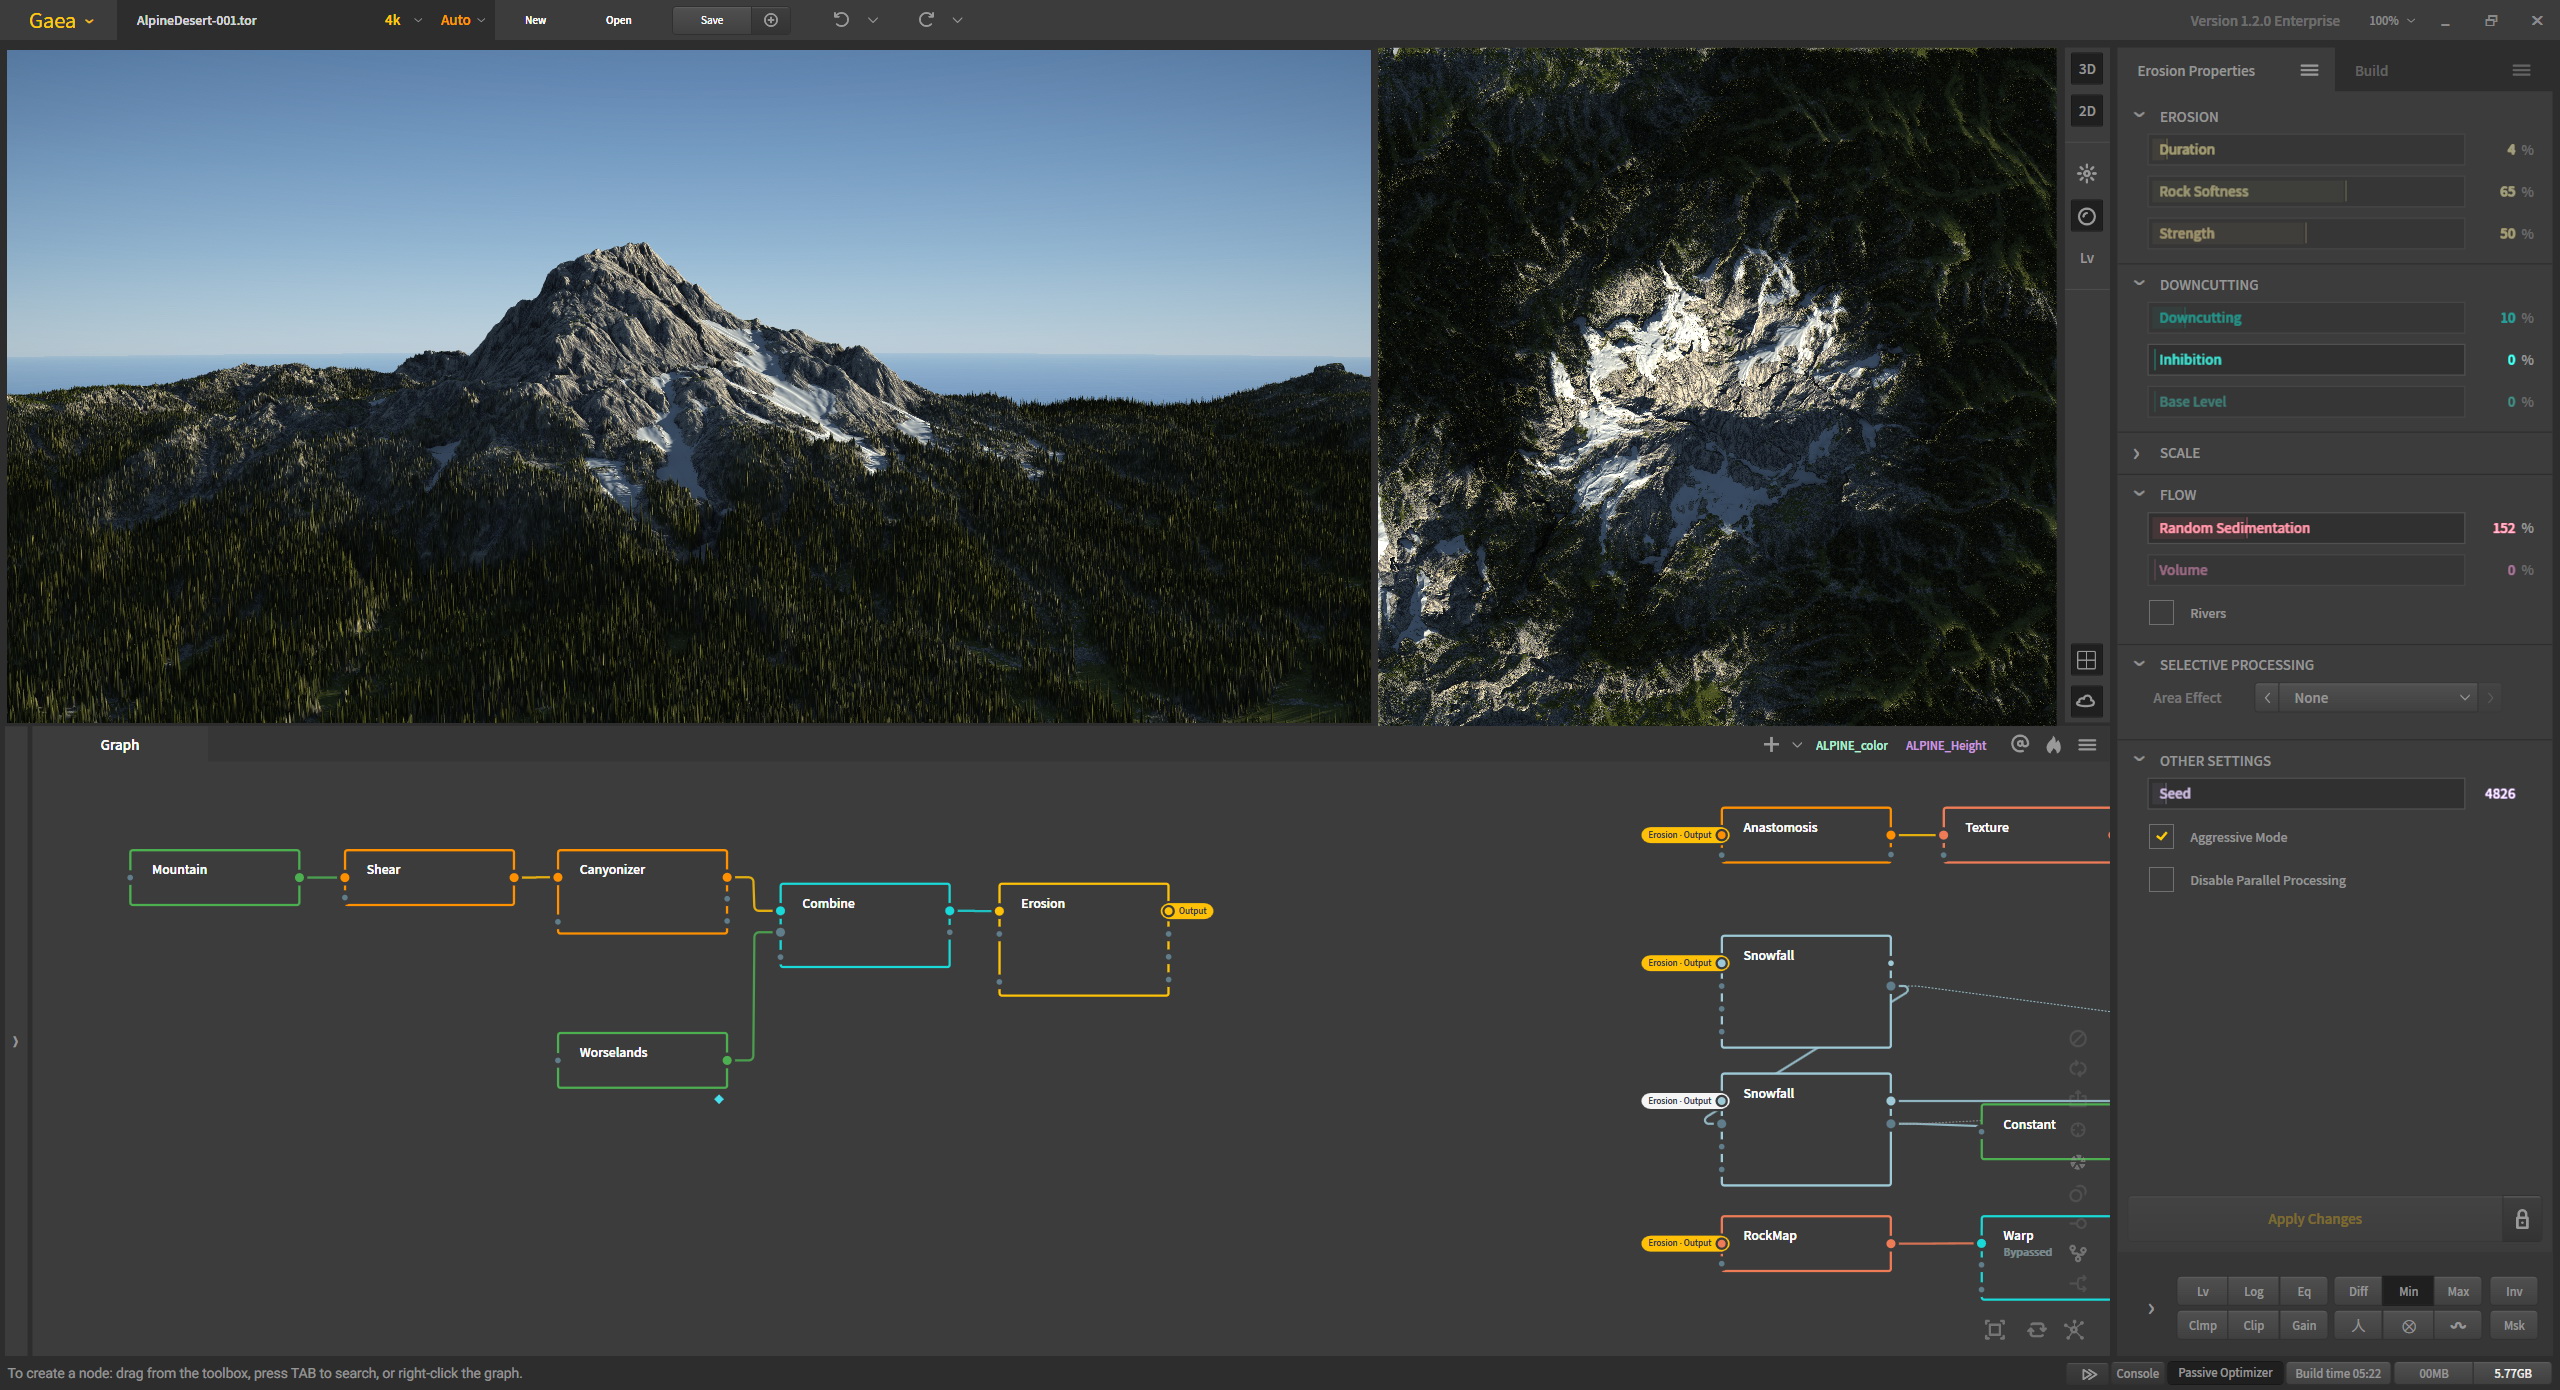 Gaea AlpineDesert-001.tor 4k Auto New Open Save Version 1.2.0 Enterprise 100%
3D
2D
Lv
Erosion Properties Build
EROSION
Duration 4 %
Rock Softness 65 %
Strength 50 %
DOWNCUTTING
Downcutting 10 %
Inhibition 0 %
Base Level 0 %
SCALE
FLOW
Random Sedimentation 152 %
Volume 0 %
Rivers
SELECTIVE PROCESSING
Area Effect None
OTHER SETTINGS
Seed 4826
Aggressive Mode
Disable Parallel Processing
Apply Changes
Lv Log Eq Diff Min Max Inv
Clmp Clip Gain Msk
Graph ALPINE_color ALPINE_Height
Mountain
Shear
Canyonizer
Combine
Erosion
Output
Worselands
Erosion - Output
Anastomosis
Texture
Erosion - Output
Snowfall
Erosion - Output
Snowfall
Constant
Erosion - Output
RockMap
Warp
Bypassed
To create a node: drag from the toolbox, press TAB to search, or right-click the graph. Console Passive Optimizer Build time 05:22 00MB 5.77GB